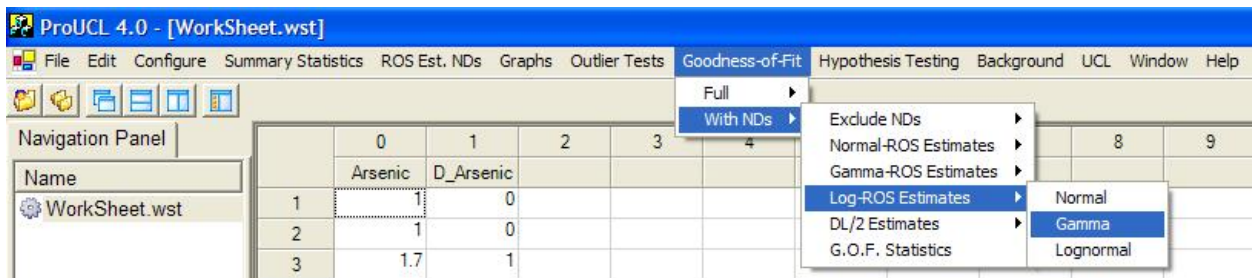 ProUCL 4.0 - [WorkSheet.wst]
File Edit Configure Summary Statistics ROS Est. NDs Graphs Outlier Tests Goodness-of-Fit Hypothesis Testing Background UCL Window Help
Full
With NDs
Exclude NDs
Normal-ROS Estimates
Gamma-ROS Estimates
Log-ROS Estimates
DL/2 Estimates
G.O.F. Statistics
Normal
Gamma
Lognormal
Navigation Panel
Name
WorkSheet.wst
0 1 2 3 4 8 9
Arsenic D_Arsenic
1 1 0
2 1 0
3 1.7 1